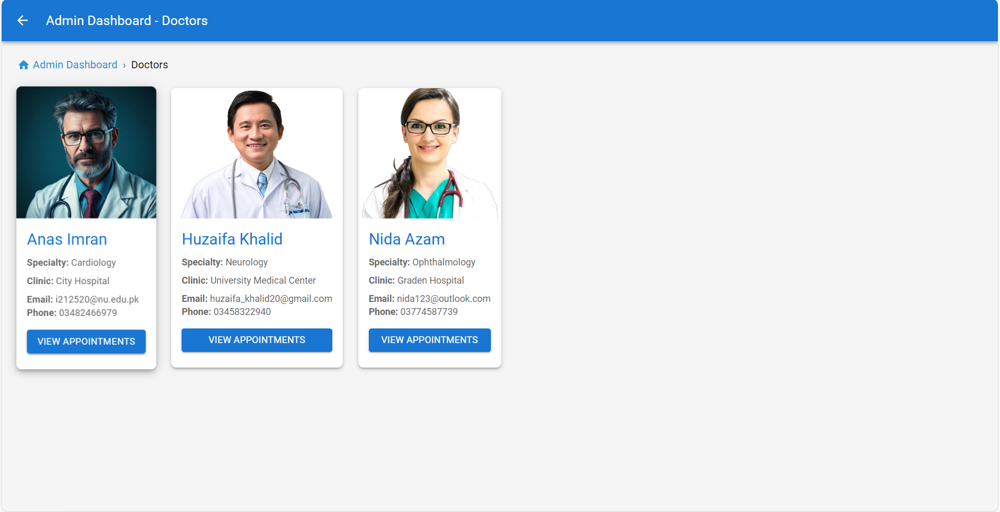 Admin Dashboard - Doctors
Admin Dashboard › Doctors
Anas Imran
Specialty: Cardiology
Clinic: City Hospital
Email: i212520@nu.edu.pk
Phone: 03482466979
VIEW APPOINTMENTS
Huzaifa Khalid
Specialty: Neurology
Clinic: University Medical Center
Email: huzaifa_khalid20@gmail.com
Phone: 03458322940
VIEW APPOINTMENTS
Nida Azam
Specialty: Ophthalmology
Clinic: Graden Hospital
Email: nida123@outlook.com
Phone: 03774587739
VIEW APPOINTMENTS